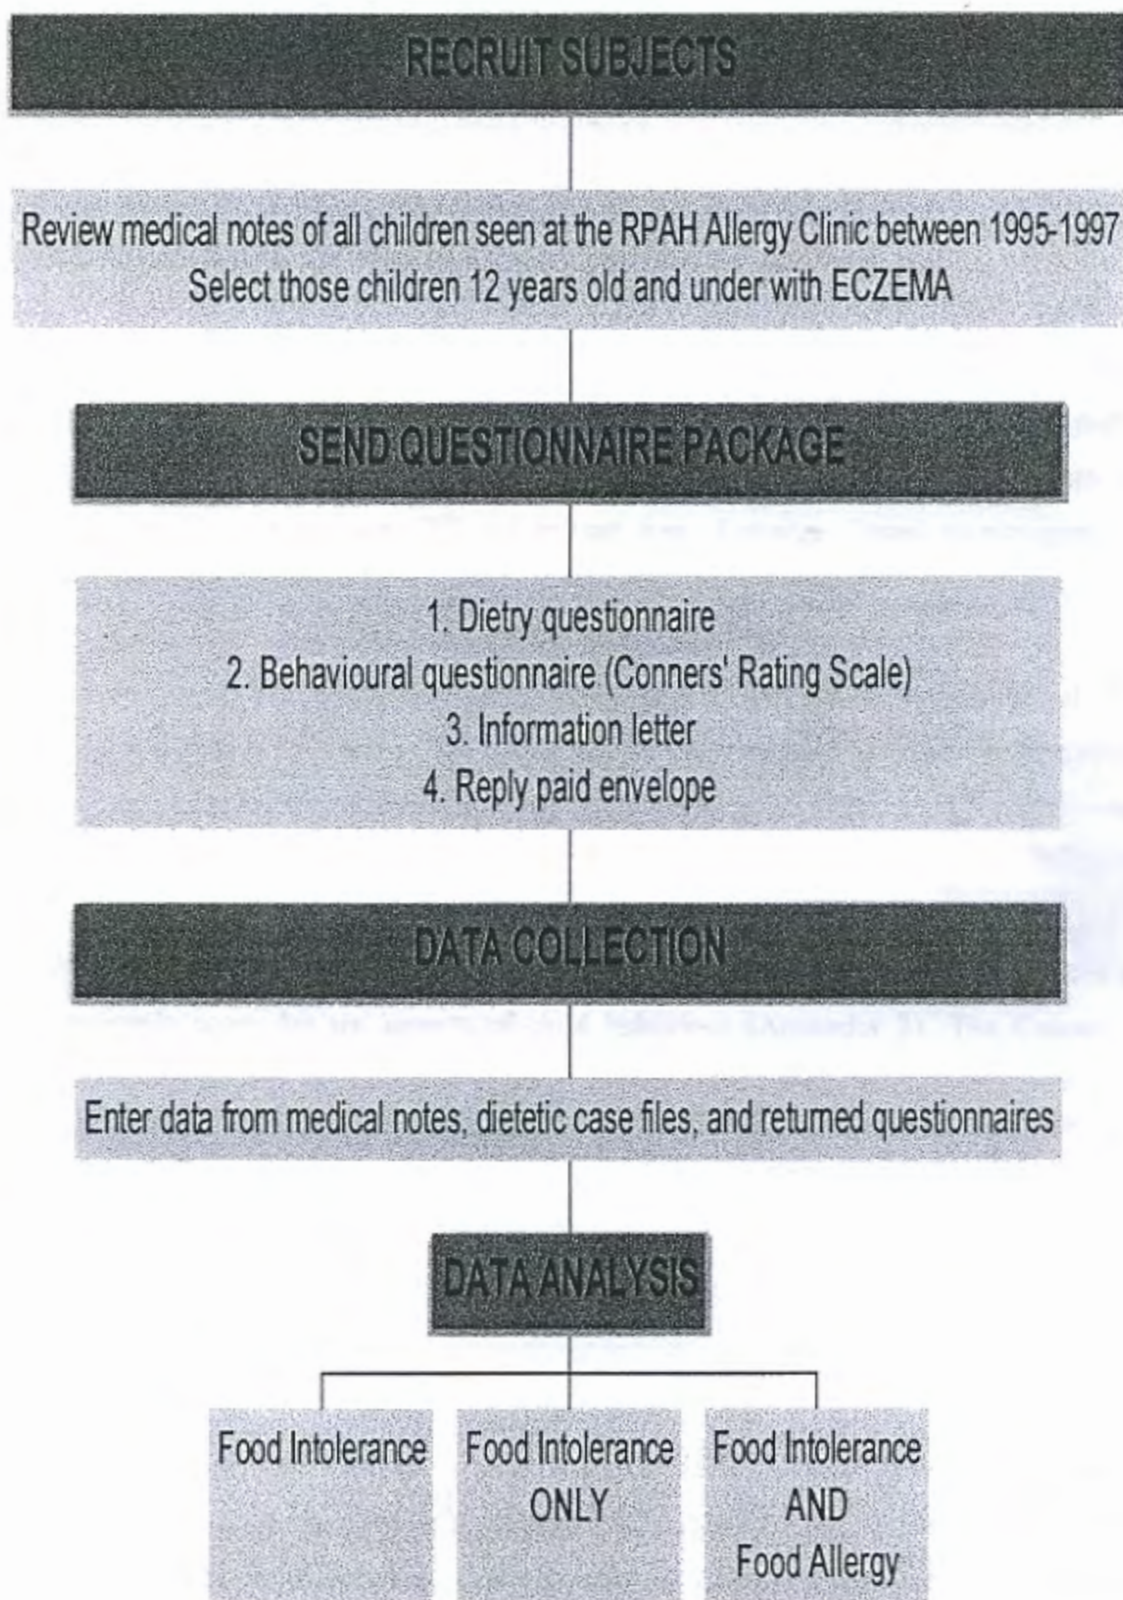 RECRUIT SUBJECTS
Review medical notes of all children seen at the RPAH Allergy Clinic between 1995-1997
Select those children 12 years old and under with ECZEMA
SEND QUESTIONNAIRE PACKAGE
1. Dietry questionnaire
2. Behavioural questionnaire (Conners' Rating Scale)
3. Information letter
4. Reply paid envelope
DATA COLLECTION
Enter data from medical notes, dietetic case files, and returned questionnaires
DATA ANALYSIS
Food Intolerance
Food Intolerance
ONLY
Food Intolerance
AND
Food Allergy